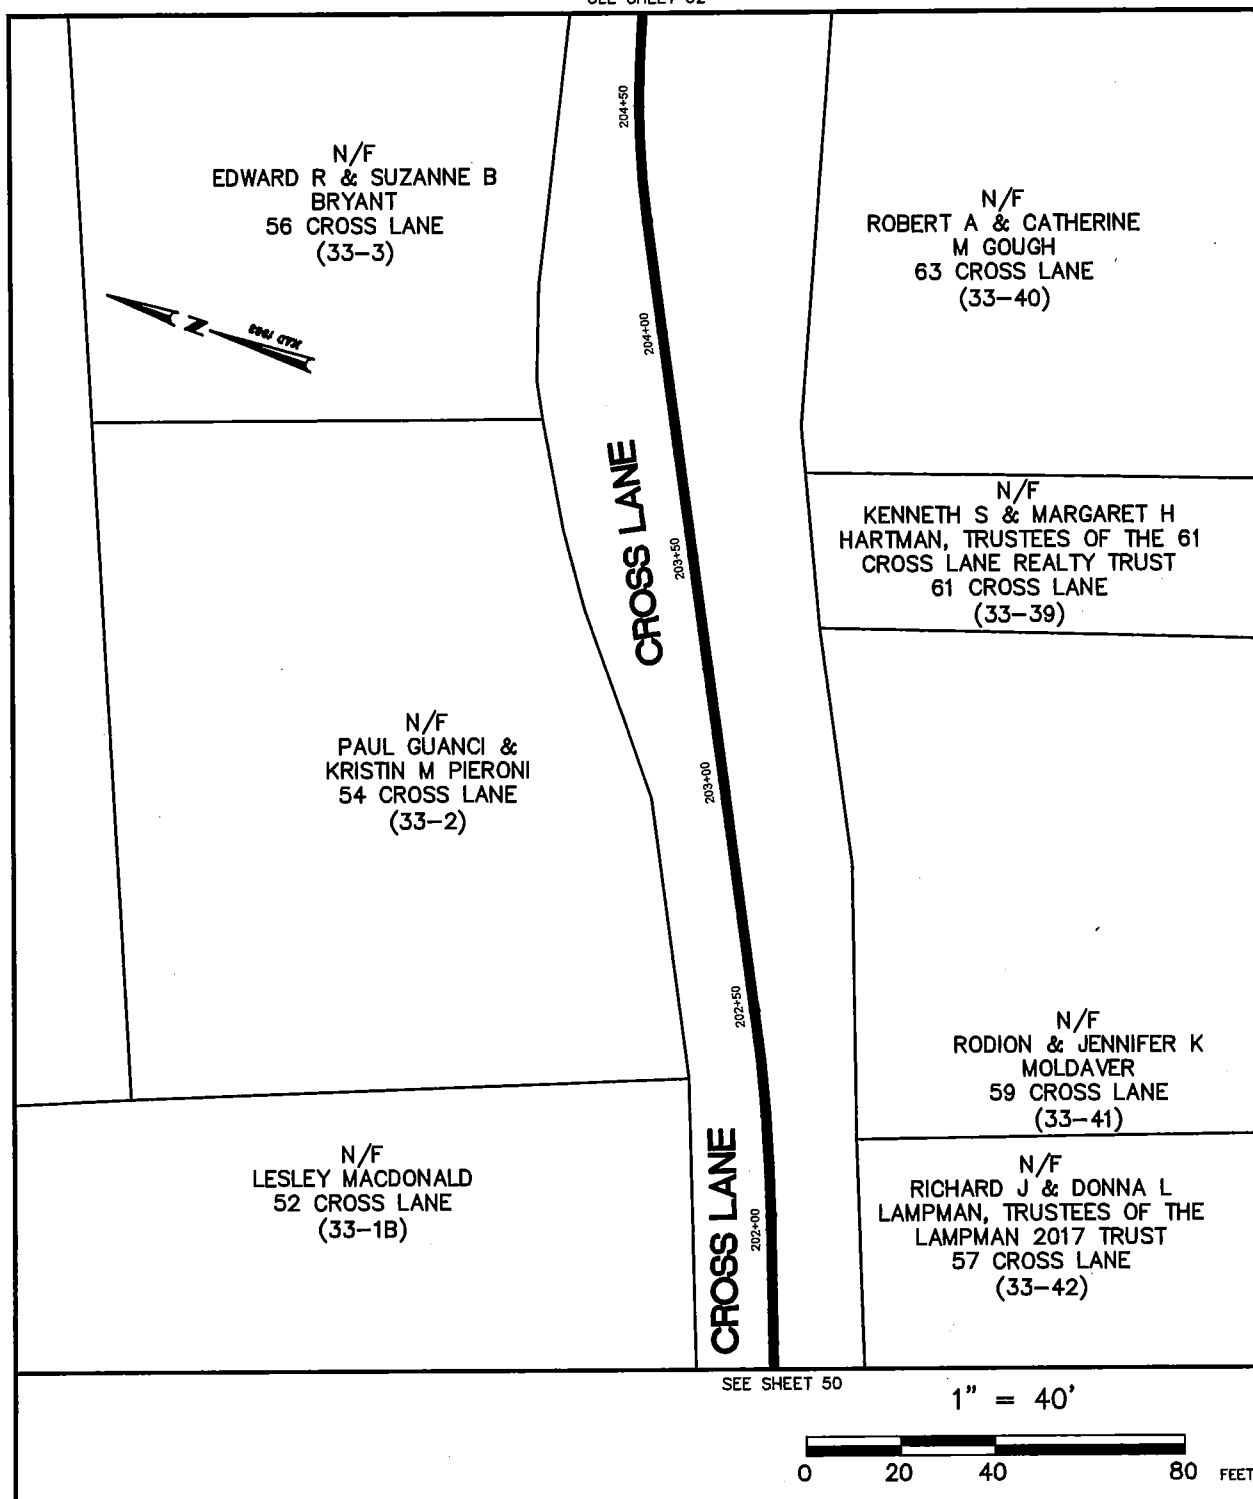 SEE SHEET 52
204+50
N/F
EDWARD R & SUZANNE B
BRYANT
56 CROSS LANE
(33-3)
N/F
ROBERT A & CATHERINE
M GOUGH
63 CROSS LANE
(33-40)
N
NAD 1983
204+00
CROSS LANE
203+50
N/F
KENNETH S & MARGARET H
HARTMAN, TRUSTEES OF THE 61
CROSS LANE REALTY TRUST
61 CROSS LANE
(33-39)
N/F
PAUL GUANCI &
KRISTIN M PIERONI
54 CROSS LANE
(33-2)
203+00
202+50
N/F
RODION & JENNIFER K
MOLDAVER
59 CROSS LANE
(33-41)
N/F
LESLEY MACDONALD
52 CROSS LANE
(33-1B)
CROSS LANE
202+00
N/F
RICHARD J & DONNA L
LAMPMAN, TRUSTEES OF THE
LAMPMAN 2017 TRUST
57 CROSS LANE
(33-42)
SEE SHEET 50
1" = 40'
0 20 40 80 FEET